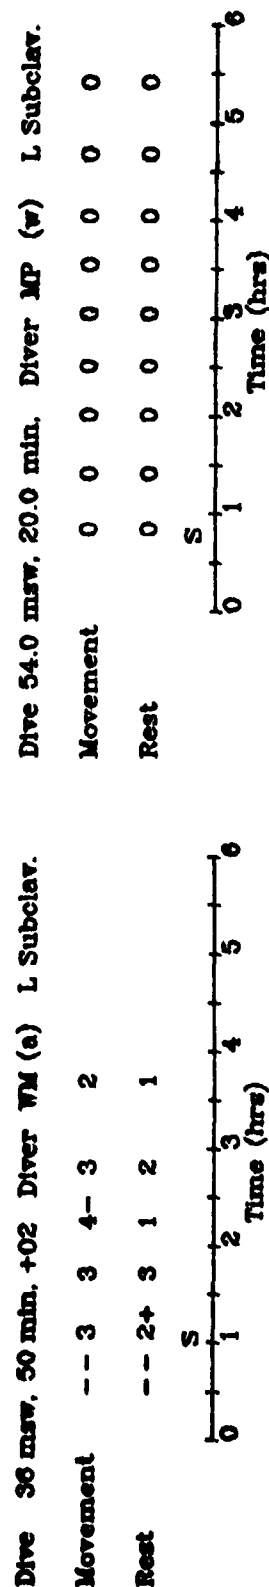 Dive 36 msw, 50 min, +O2 Diver WM (a) L Subclav.
Movement - - 3 3 4- 3 2
Rest - - 2+ 3 1 2 1
S
0 1 2 3 4 5 6
Time (hrs)
Dive 54.0 msw, 20.0 min, Diver MP (w) L Subclav.
Movement 0 0 0 0 0 0 0 0 0
Rest 0 0 0 0 0 0 0 0 0
S
0 1 2 3 4 5 6
Time (hrs)